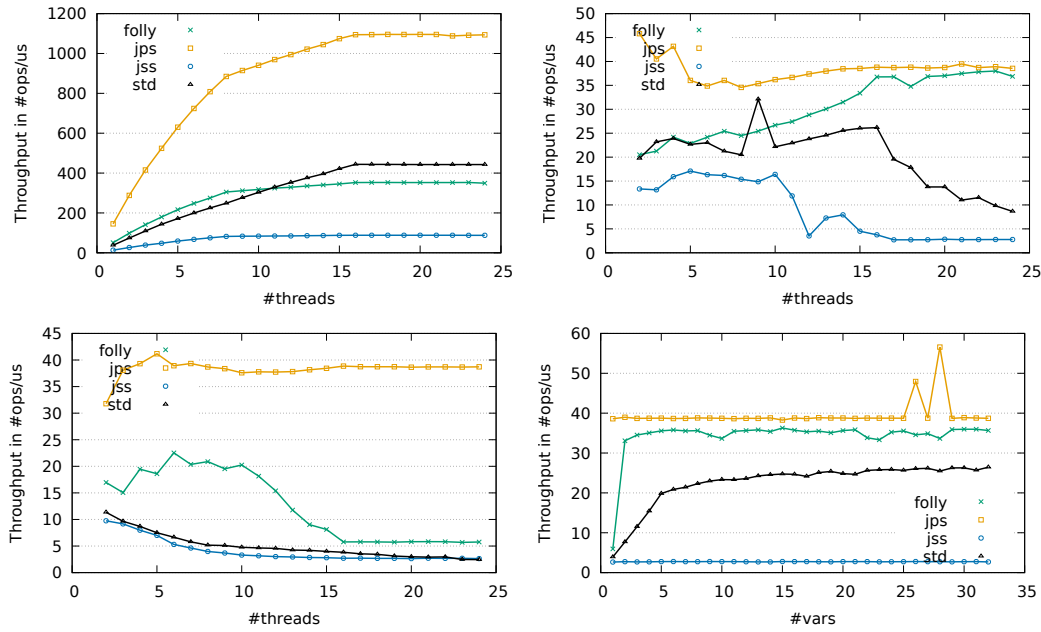 1200
1000
800
600
400
200
0
Throughput in #ops/us
folly
jps
jss
std
0 5 10 15 20 25
#threads
50
45
40
35
30
25
20
15
10
5
0
Throughput in #ops/us
folly
jps
jss
std
0 5 10 15 20 25
#threads
45
40
35
30
25
20
15
10
5
0
Throughput in #ops/us
folly
jps
jss
std
0 5 10 15 20 25
#threads
60
50
40
30
20
10
0
Throughput in #ops/us
folly
jps
jss
std
0 5 10 15 20 25 30 35
#vars